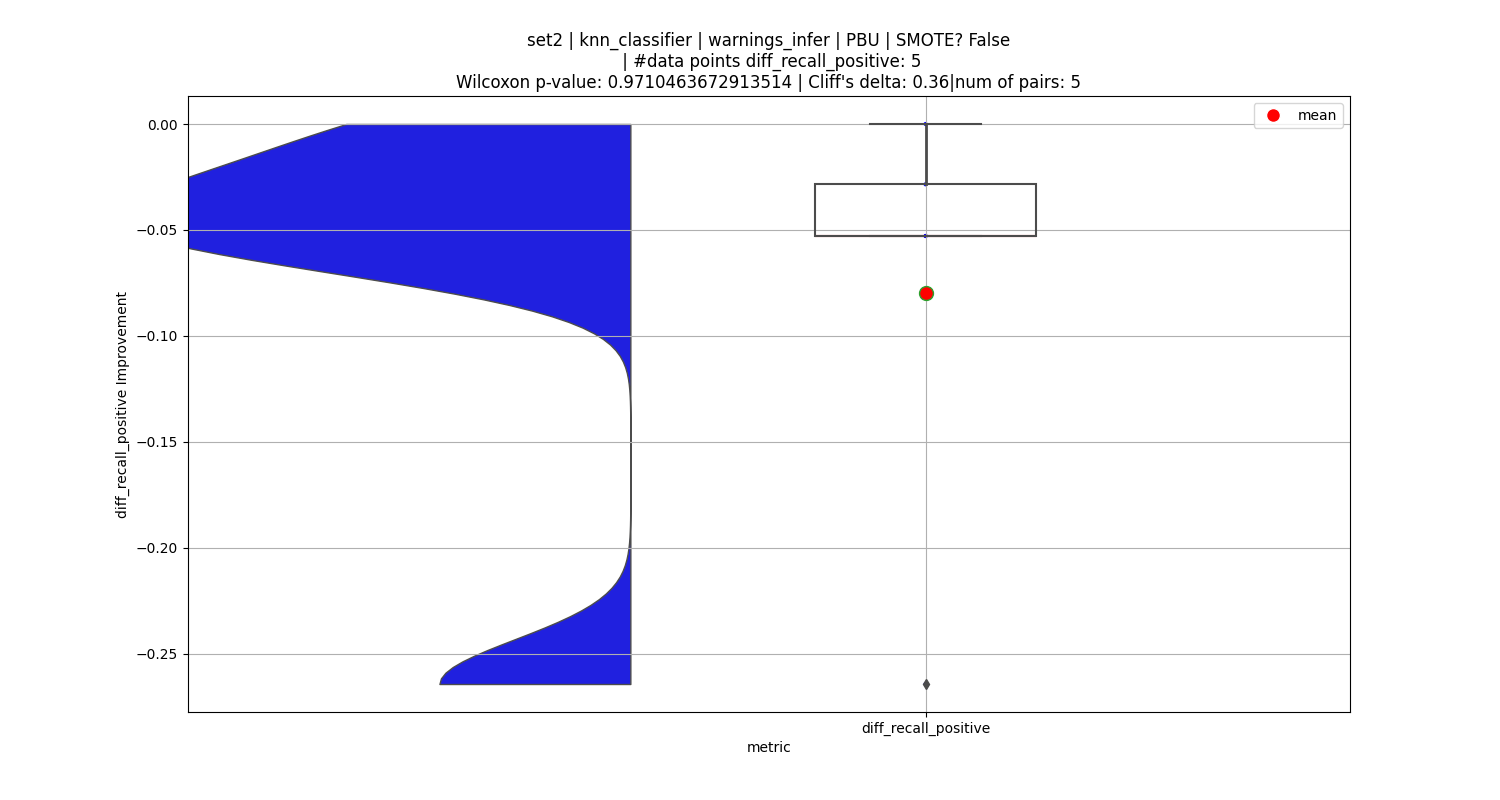 set2 | knn_classifier | warnings_infer | PBU | SMOTE? False
| #data points diff_recall_positive: 5
Wilcoxon p-value: 0.9710463672913514 | Cliff's delta: 0.36|num of pairs: 5
mean
0.00
−0.05
−0.10
−0.15
−0.20
−0.25
diff_recall_positive Improvement
diff_recall_positive
metric